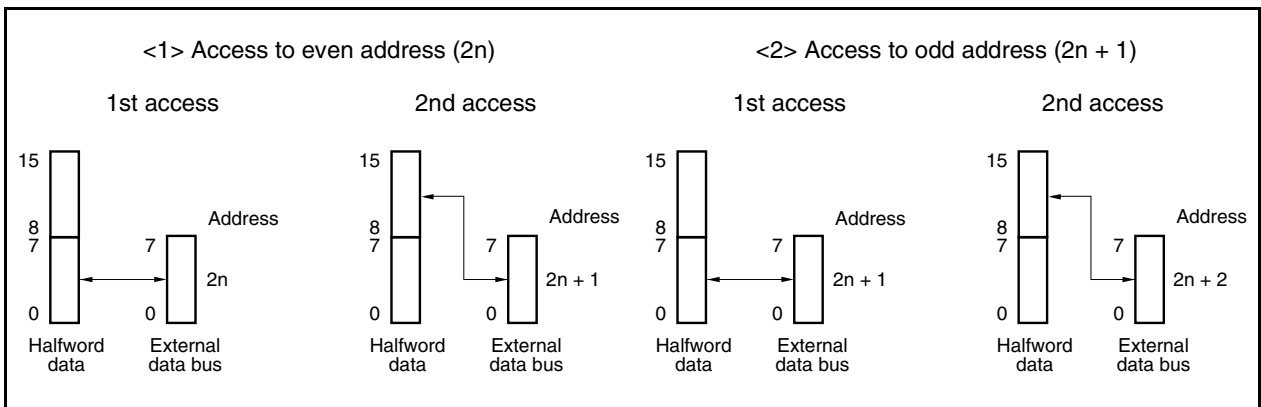 <1> Access to even address (2n)
<2> Access to odd address (2n + 1)
1st access
2nd access
1st access
2nd access
15
8
7
0
Halfword
data
7
0
External
data bus
Address
2n
15
8
7
0
Halfword
data
7
0
External
data bus
Address
2n + 1
15
8
7
0
Halfword
data
7
0
External
data bus
Address
2n + 1
15
8
7
0
Halfword
data
7
0
External
data bus
Address
2n + 2